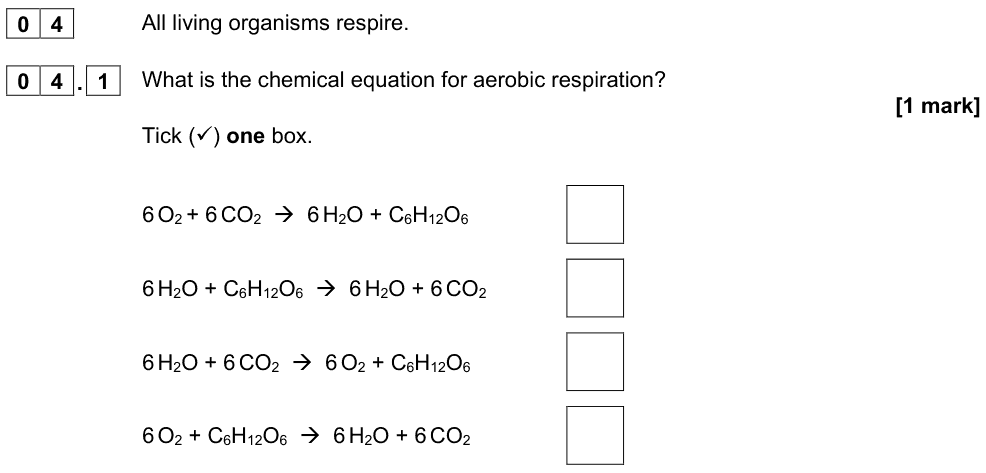 0 4 All living organisms respire.
0 4 . 1 What is the chemical equation for aerobic respiration?
[1 mark]
Tick (✓) one box.
6 O₂ + 6 CO₂ → 6 H₂O + C₆H₁₂O₆
6 H₂O + C₆H₁₂O₆ → 6 H₂O + 6 CO₂
6 H₂O + 6 CO₂ → 6 O₂ + C₆H₁₂O₆
6 O₂ + C₆H₁₂O₆ → 6 H₂O + 6 CO₂